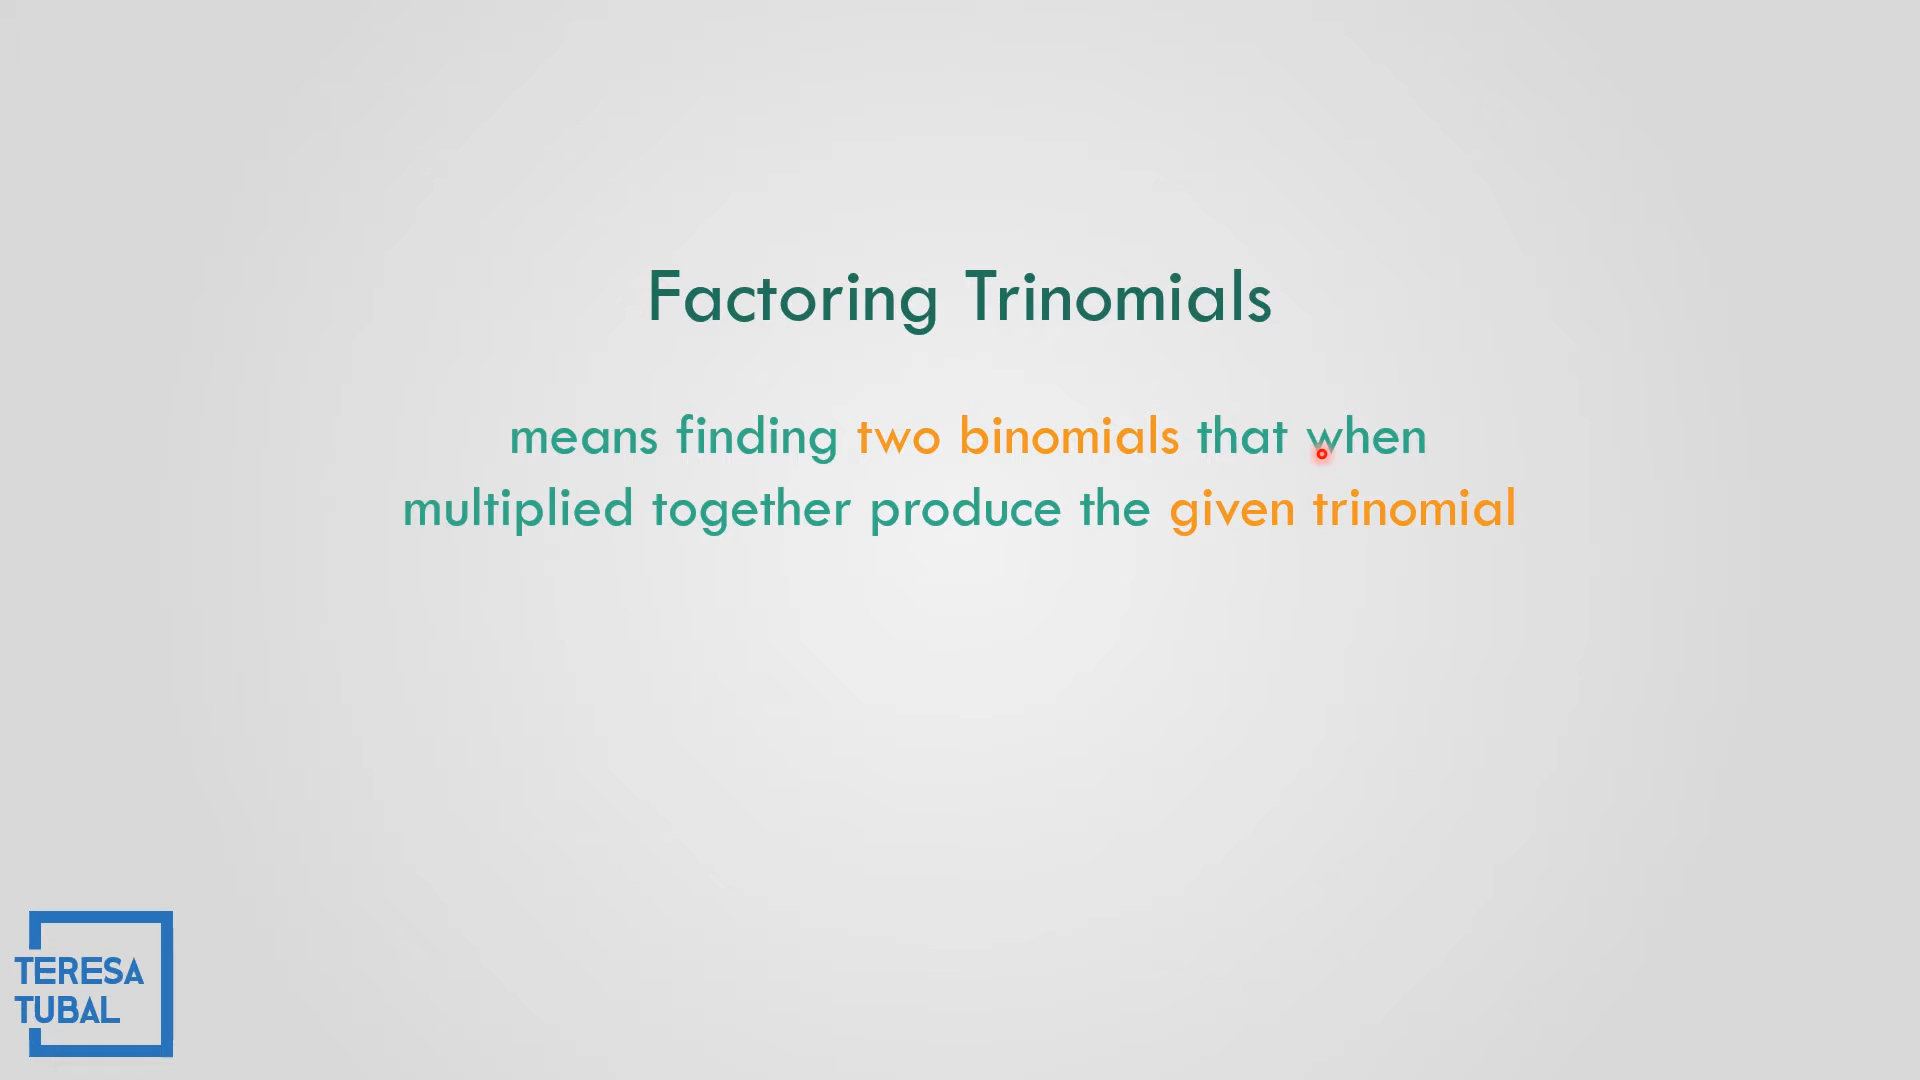 Factoring Trinomials
means finding two binomials that when
multiplied together produce the given trinomial
TERESA
TUBAL